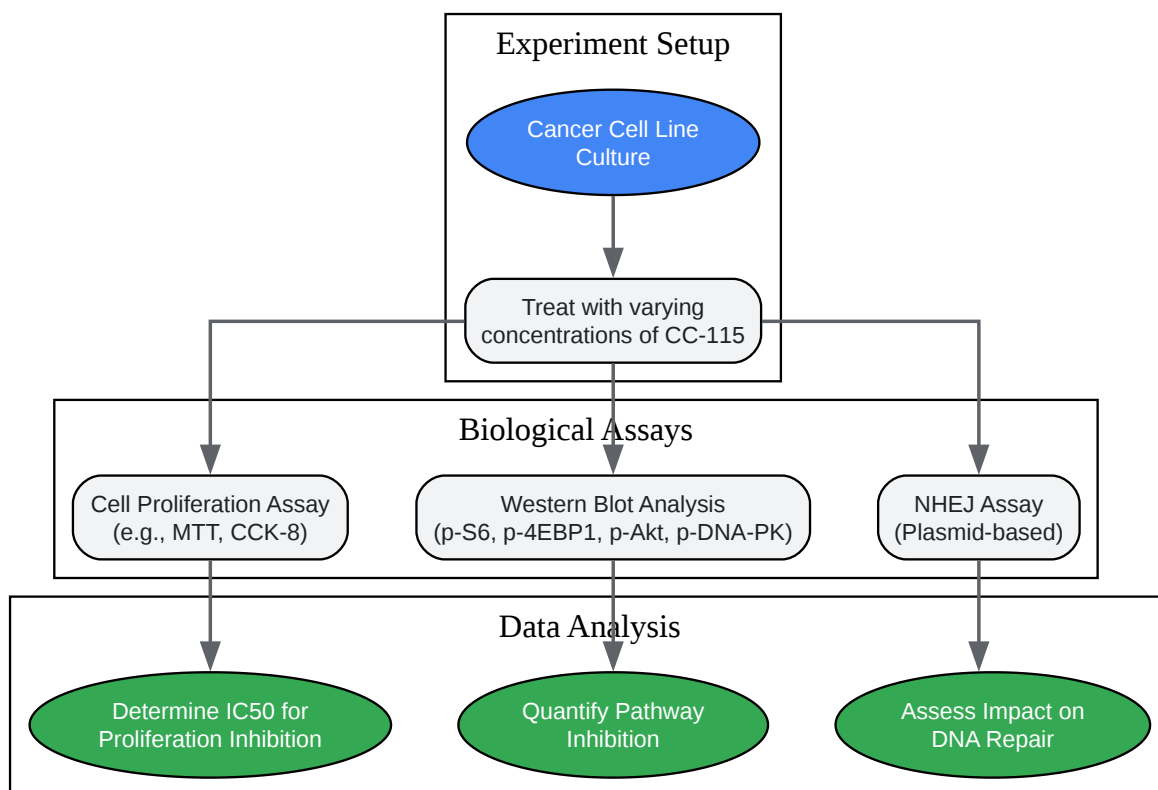 Experiment Setup
Cancer Cell Line
Culture
Treat with varying
concentrations of CC-115
Biological Assays
Cell Proliferation Assay
(e.g., MTT, CCK-8)
Western Blot Analysis
(p-S6, p-4EBP1, p-Akt, p-DNA-PK)
NHEJ Assay
(Plasmid-based)
Data Analysis
Determine IC50 for
Proliferation Inhibition
Quantify Pathway
Inhibition
Assess Impact on
DNA Repair